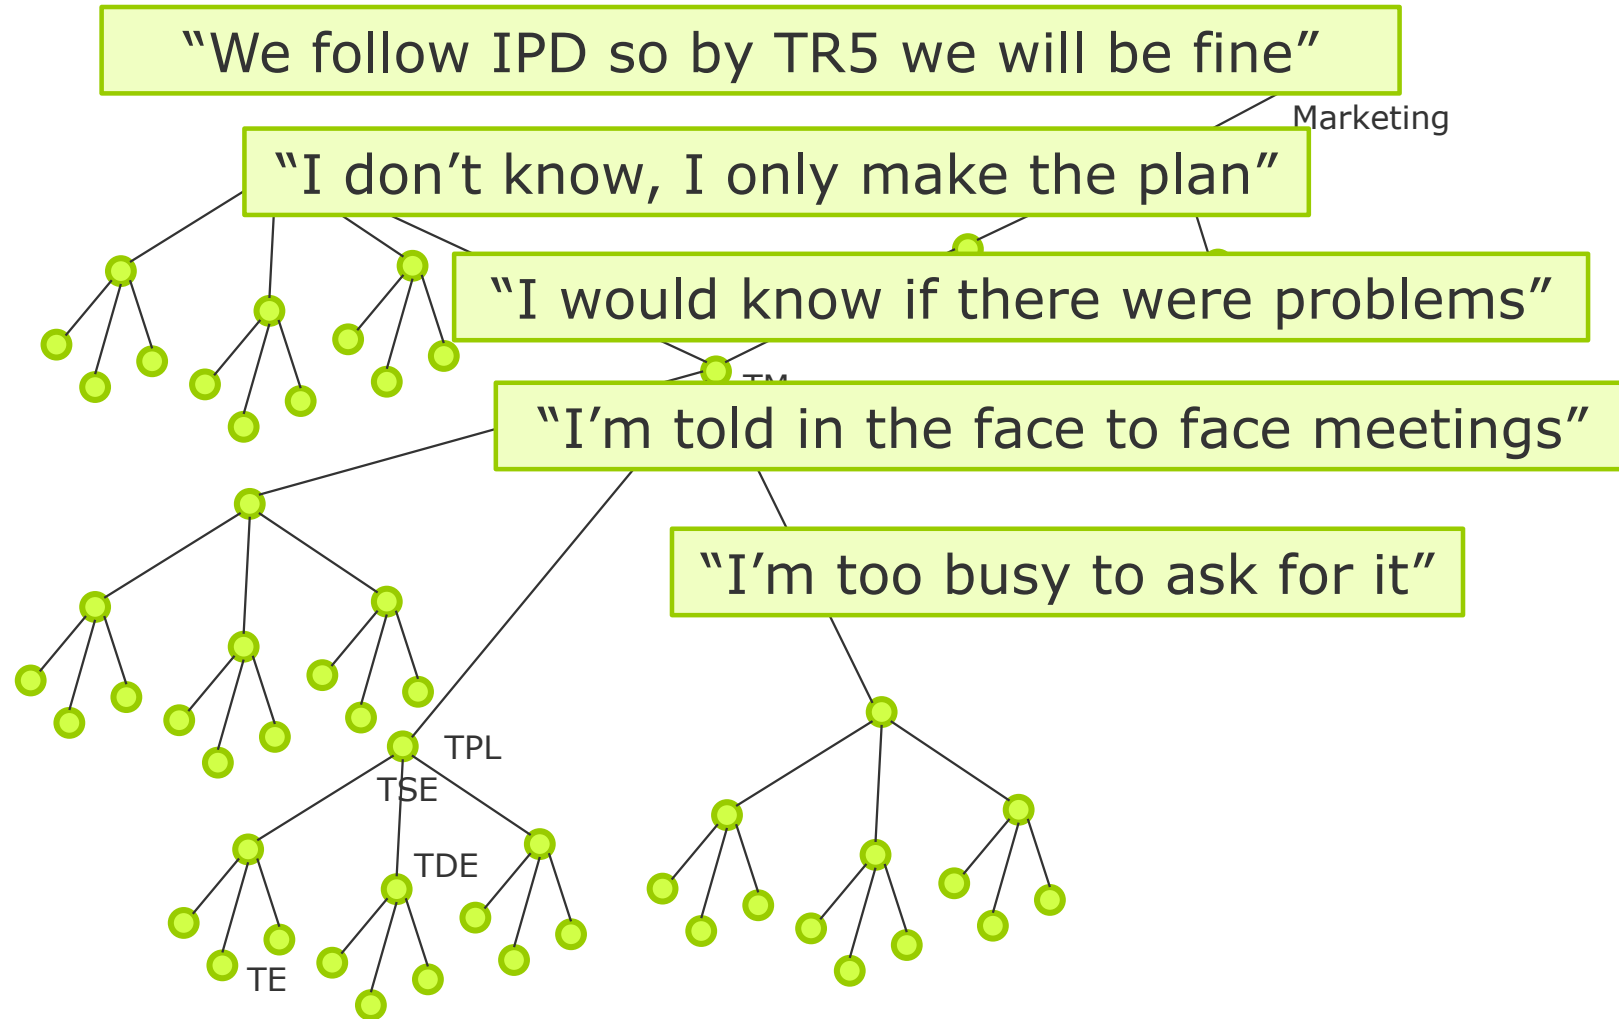 “We follow IPD so by TR5 we will be fine”
Marketing
“I don’t know, I only make the plan”
“I would know if there were problems”
TM
“I’m told in the face to face meetings”
“I’m too busy to ask for it”
TPL
TSE
TDE
TE